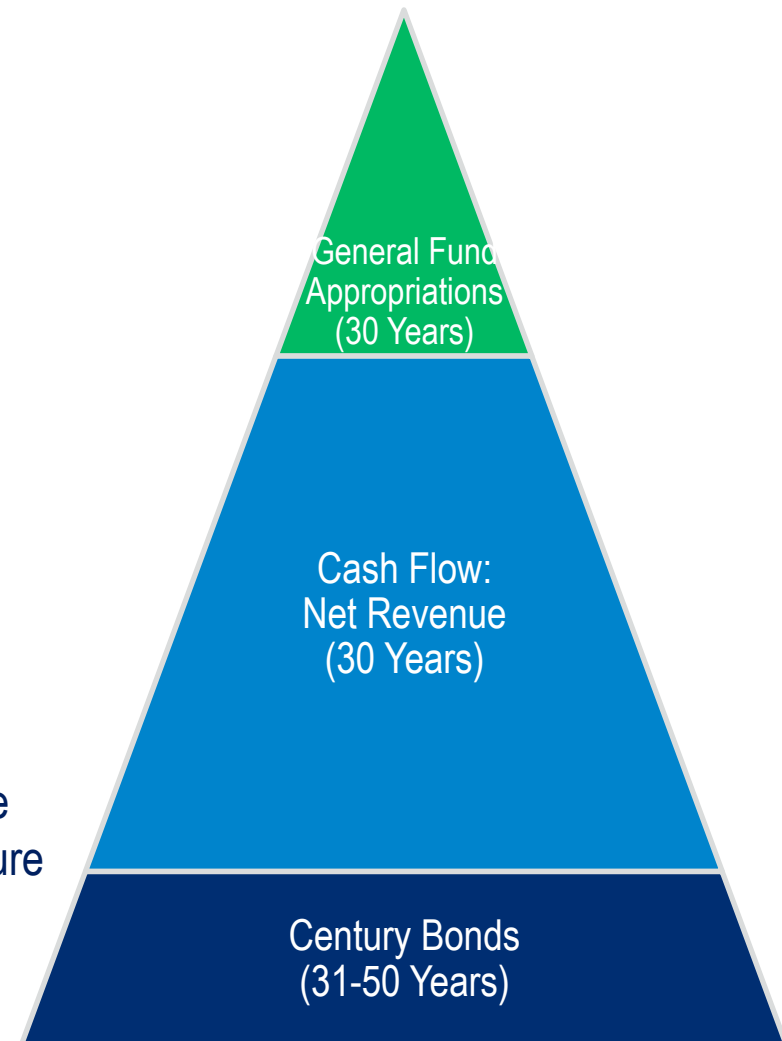 General Fund
Appropriations
(30 Years)
Cash Flow:
Net Revenue
(30 Years)
Century Bonds
(31-50 Years)